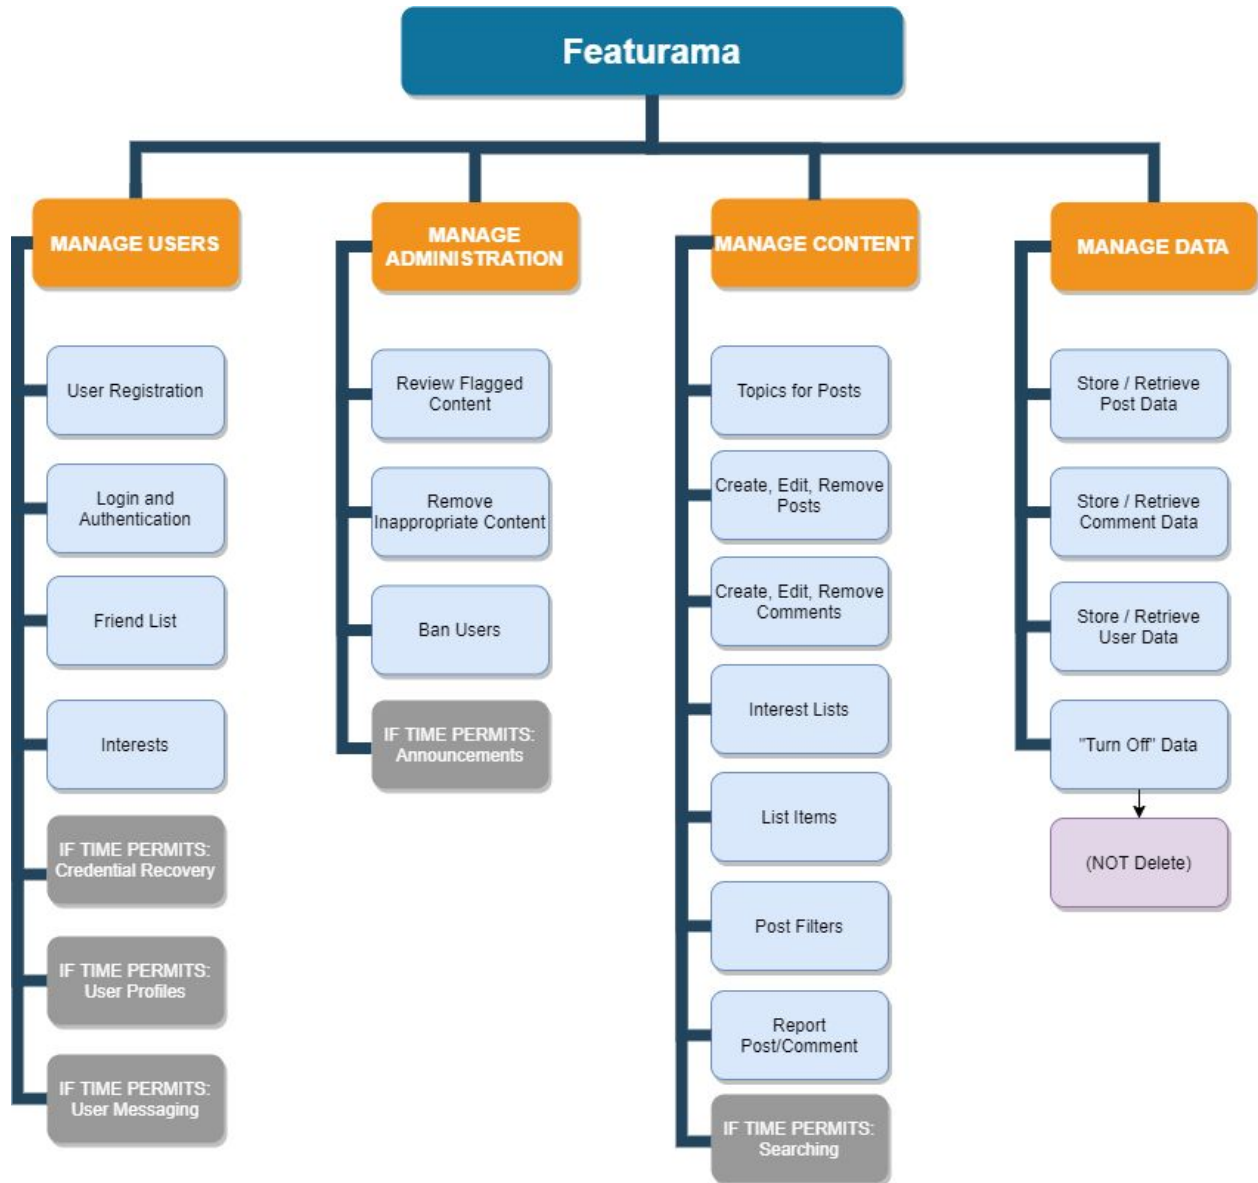 Featurama
MANAGE USERS
User Registration
Login and
Authentication
Friend List
Interests
IF TIME PERMITS:
Credential Recovery
IF TIME PERMITS:
User Profiles
IF TIME PERMITS:
User Messaging
MANAGE
ADMINISTRATION
Review Flagged
Content
Remove
Inappropriate Content
Ban Users
IF TIME PERMITS:
Announcements
MANAGE CONTENT
Topics for Posts
Create, Edit, Remove
Posts
Create, Edit, Remove
Comments
Interest Lists
List Items
Post Filters
Report
Post/Comment
IF TIME PERMITS:
Searching
MANAGE DATA
Store / Retrieve
Post Data
Store / Retrieve
Comment Data
Store / Retrieve
User Data
"Turn Off" Data
(NOT Delete)